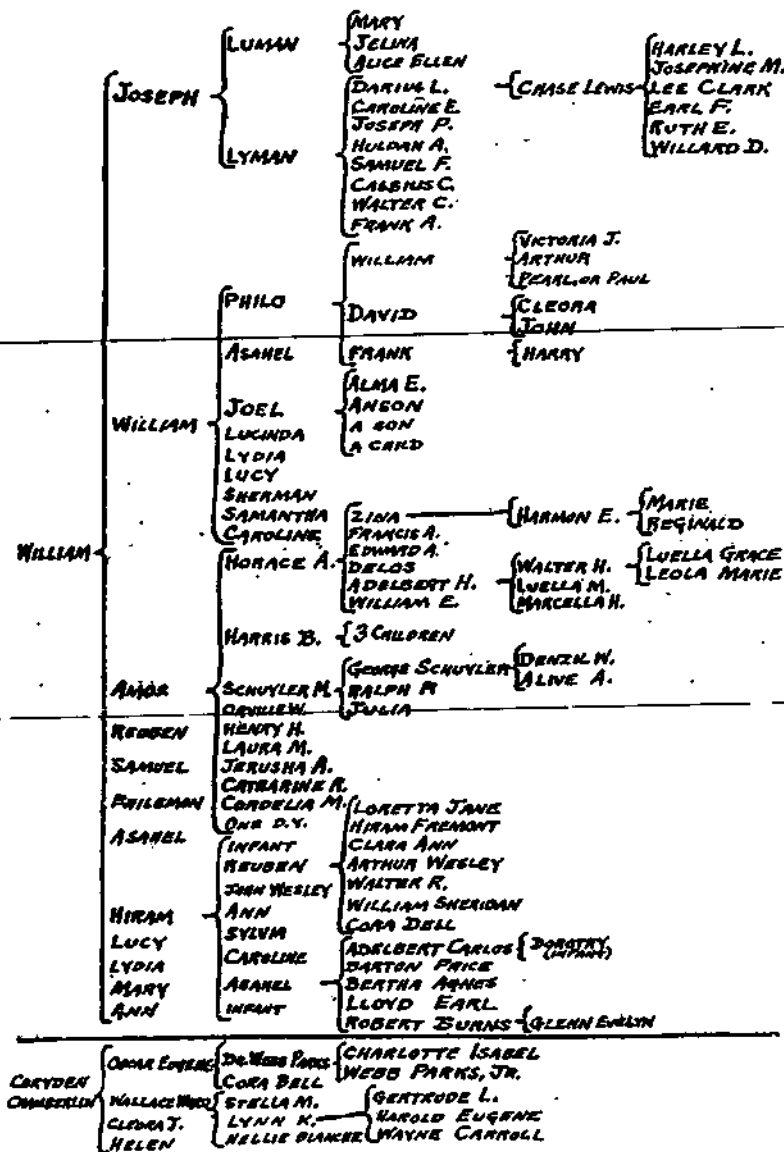 WILLIAM
JOSEPH
WILLIAM
AMOR
REUBEN
SAMUEL
PHILEMAN
ASAHEL
HIRAM
LUCY
LYDIA
MARY
ANN
LUMAN
LYMAN
PHILO
ASAHEL
JOEL
LUCINDA
LYDIA
LUCY
SHERMAN
SAMANTHA
CAROLINE
HORACE A.
HARRIS B.
SCHUYLER M.
ORVILLE W.
HENRY H.
LAURA M.
JERUSHA A.
CATHARINE R.
CORDELIA M.
ONE D.Y.
INFANT
REUBEN
JOHN WESLEY
ANN
SYLVIA
CAROLINE
ASAHEL
INFANT
MARY
JELINA
ALICE ELLEN
DARIUS L.
CAROLINE E.
JOSEPH P.
HULDAH A.
SAMUEL F.
CALBIUS C.
WALTER C.
FRANK A.
WILLIAM
DAVID
FRANK
ALMA E.
ANSON
A SON
A CHILD
ZINA
FRANCIS A.
EDWARD A.
DELOS
ADELBERT H.
WILLIAM E.
3 CHILDREN
GEORGE SCHUYLER
RALPH
JULIA
LORETTA JANE
HIRAM FREMONT
CLARA ANN
ARTHUR WESLEY
WALTER R.
WILLIAM SHERIDAN
CORA DELL
ADELBERT CARLOS
BARTON PRICE
BERTHA AGNES
LLOYD EARL
ROBERT BURNS
CHASE LEWIS
VICTORIA J.
ARTHUR
PEARL, OR PAUL
CLEORA
JOHN
HARRY
HARMON E.
WALTER H.
LUELLA M.
MARCELLA H.
DENZIL W.
ALIVE A.
DOROTHY
(INFANT)
GLENN EVELYN
HARLEY L.
JOSEPHINE M.
LEE CLARK
EARL F.
RUTH E.
WILLARD D.
MARIE
REGINALD
LUELLA GRACE
LEOLA MARIE
CORYDEN
CHAMBERLIN
OSCAR EUGENE
WALLACE
CLEORA J.
HELEN
DR. WEBB PARKS
CORA BELL
STELLA M.
LYNN K.
NELLIE BLANCHE
CHARLOTTE ISABEL
WEBB PARKS, JR.
GERTRUDE L.
HAROLD EUGENE
WAYNE CARROLL